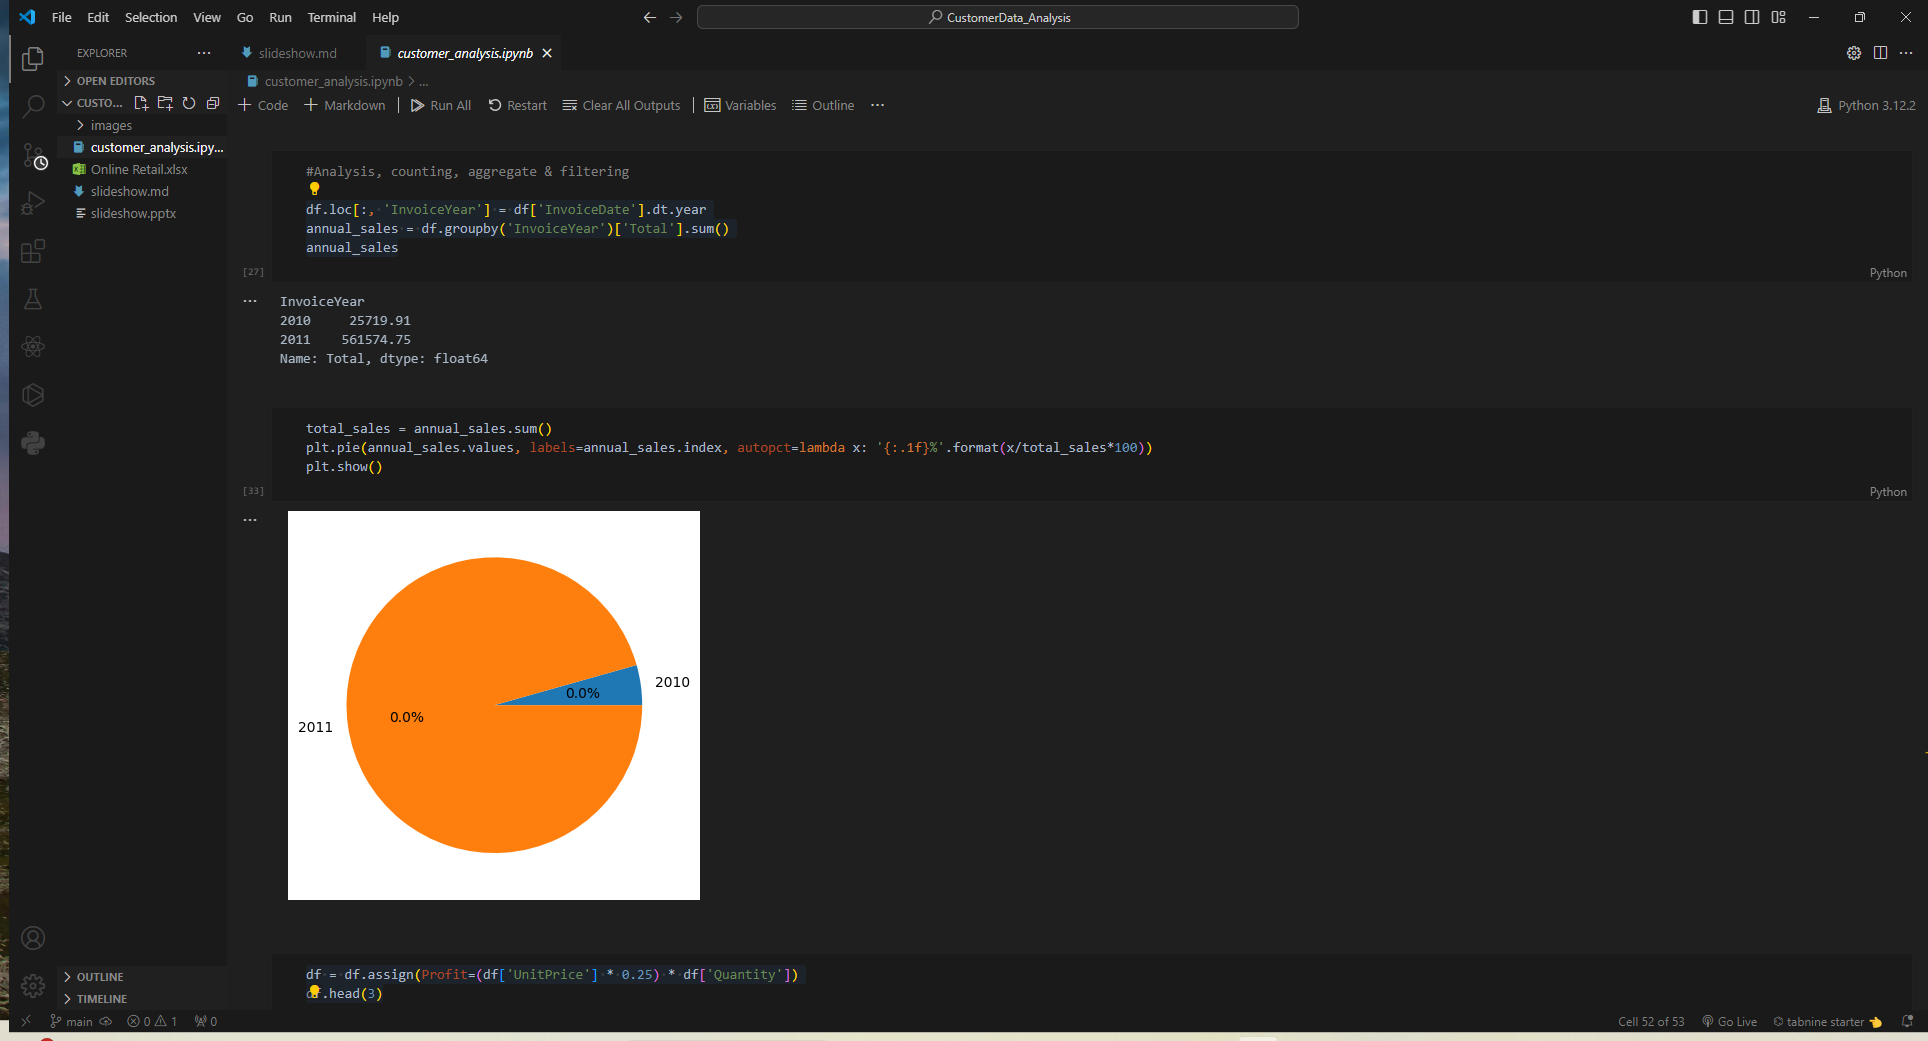 File Edit Selection View Go Run Terminal Help
CustomerData_Analysis
EXPLORER
OPEN EDITORS
CUSTO...
images
customer_analysis.ipy...
Online Retail.xlsx
slideshow.md
slideshow.pptx
OUTLINE
TIMELINE
slideshow.md
customer_analysis.ipynb
customer_analysis.ipynb > ...
+ Code + Markdown Run All Restart Clear All Outputs Variables Outline ...
Python 3.12.2
#Analysis, counting, aggregate & filtering
df.loc[:, 'InvoiceYear'] = df['InvoiceDate'].dt.year
annual_sales = df.groupby('InvoiceYear')['Total'].sum()
annual_sales
[27]
Python
InvoiceYear
2010     25719.91
2011    561574.75
Name: Total, dtype: float64
total_sales = annual_sales.sum()
plt.pie(annual_sales.values, labels=annual_sales.index, autopct=lambda x: '{:.1f}%'.format(x/total_sales*100))
plt.show()
[33]
Python
2010
0.0%
0.0%
2011
df = df.assign(Profit=(df['UnitPrice'] * 0.25) * df['Quantity'])
df.head(3)
main 0 1 0
Cell 52 of 53 Go Live tabnine starter